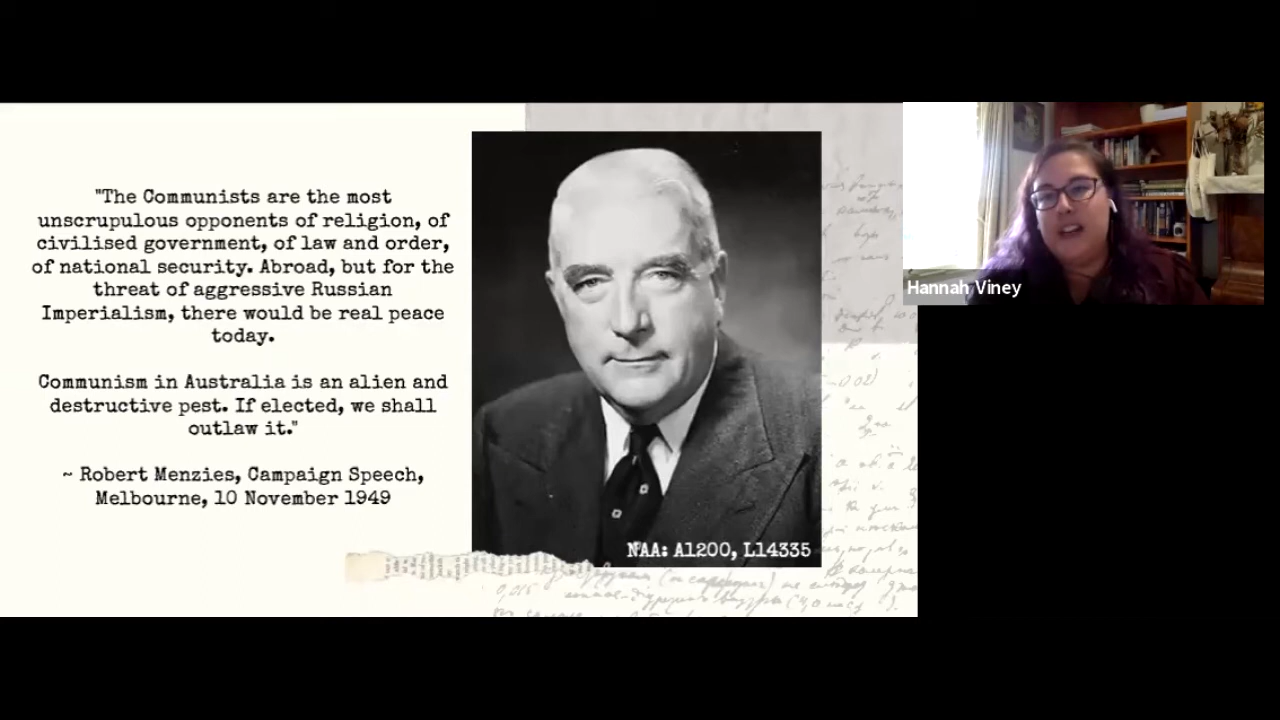 "The Communists are the most
unscrupulous opponents of religion, of
civilised government, of law and order,
of national security. Abroad, but for the
threat of aggressive Russian
Imperialism, there would be real peace
today.
Communism in Australia is an alien and
destructive pest. If elected, we shall
outlaw it."
~ Robert Menzies, Campaign Speech,
Melbourne, 10 November 1949
NAA: A1200, L14335
Hannah Viney